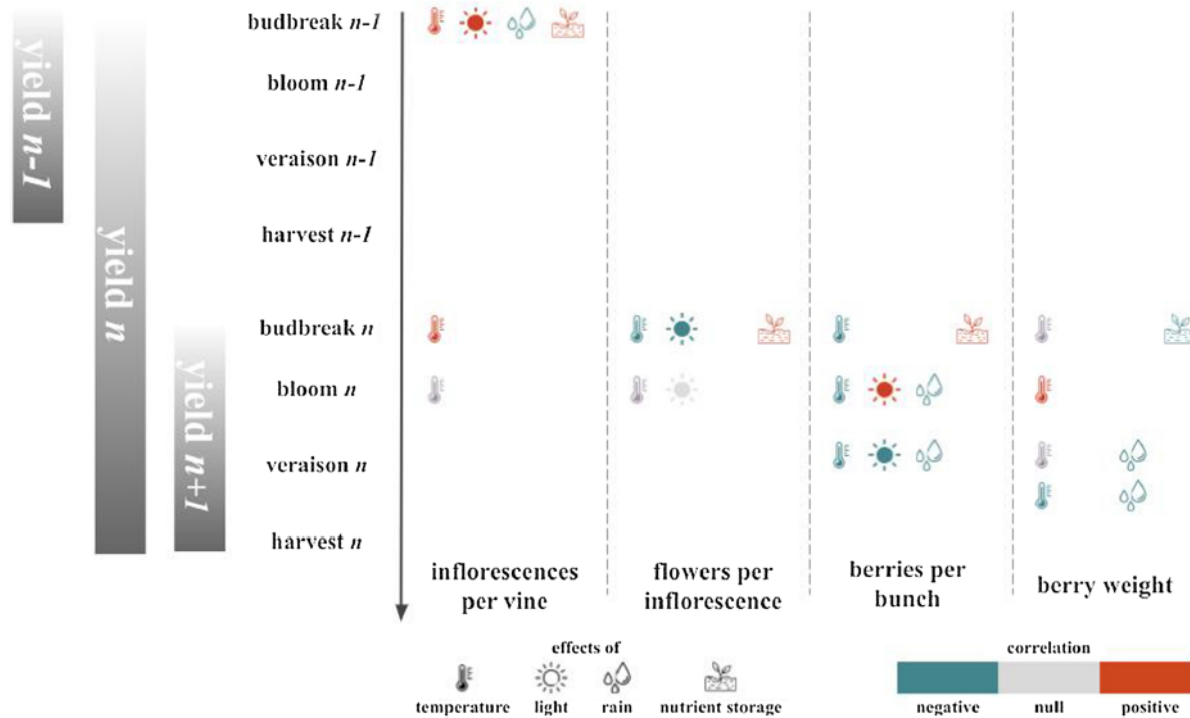 yield n-1
yield n
yield n+1
budbreak n-1
bloom n-1
veraison n-1
harvest n-1
budbreak n
bloom n
veraison n
harvest n
inflorescences
per vine
flowers per
inflorescence
berries per
bunch
berry weight
effects of
temperature
light
rain
nutrient storage
correlation
negative
null
positive